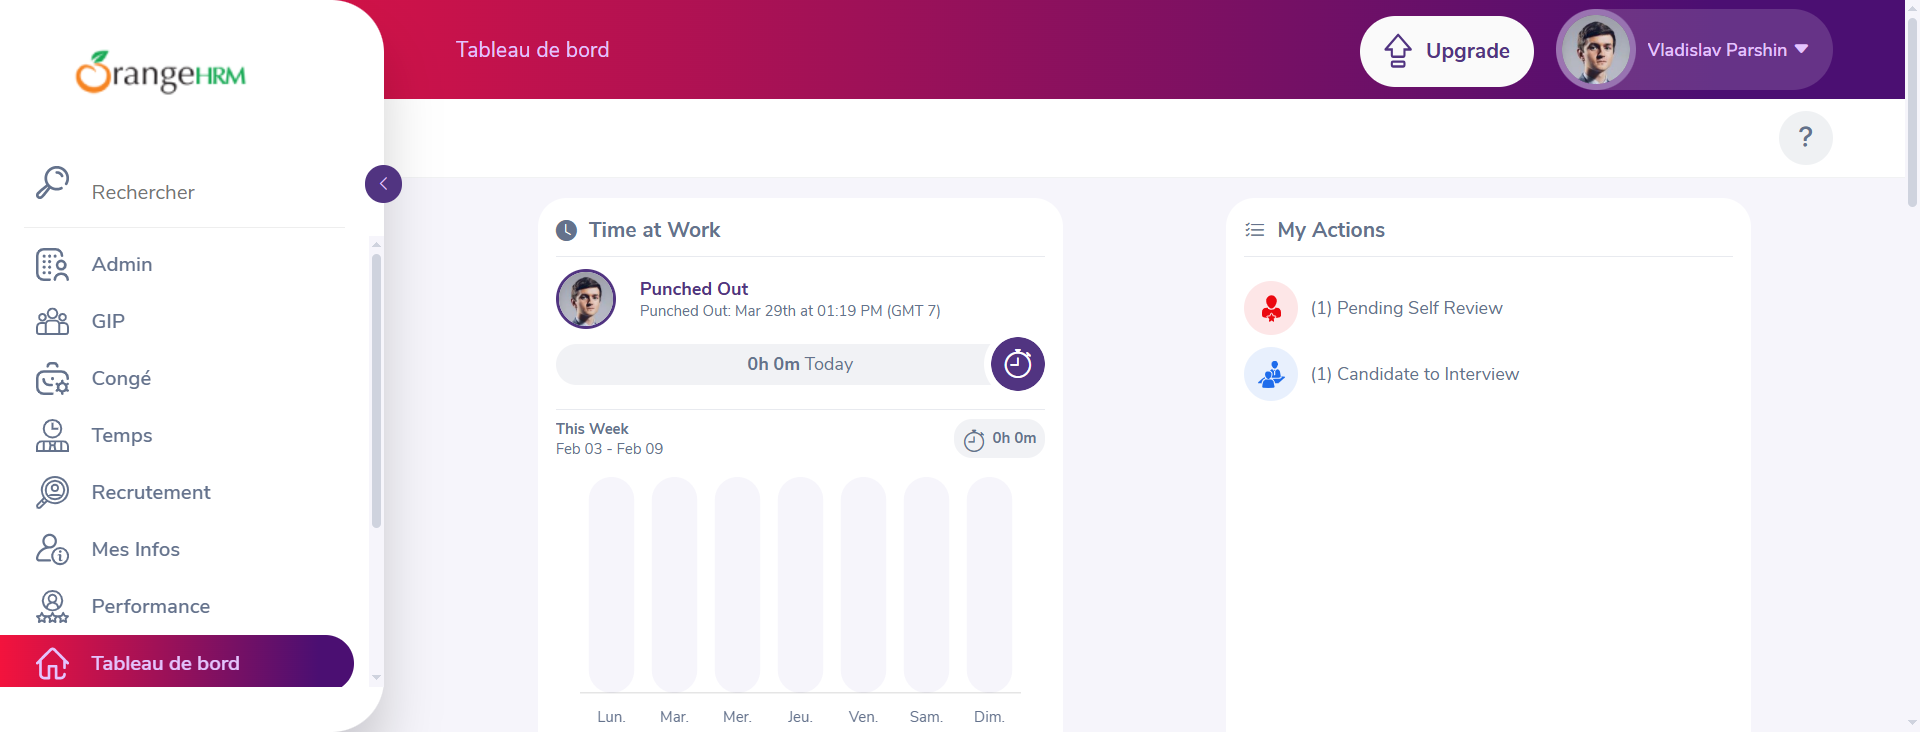 OrangeHRM
Tableau de bord
Upgrade
Vladislav Parshin
?
Rechercher
Admin
GIP
Congé
Temps
Recrutement
Mes Infos
Performance
Tableau de bord
Time at Work
Punched Out
Punched Out: Mar 29th at 01:19 PM (GMT 7)
0h 0m Today
This Week
Feb 03 - Feb 09
0h 0m
Lun. Mar. Mer. Jeu. Ven. Sam. Dim.
My Actions
(1) Pending Self Review
(1) Candidate to Interview